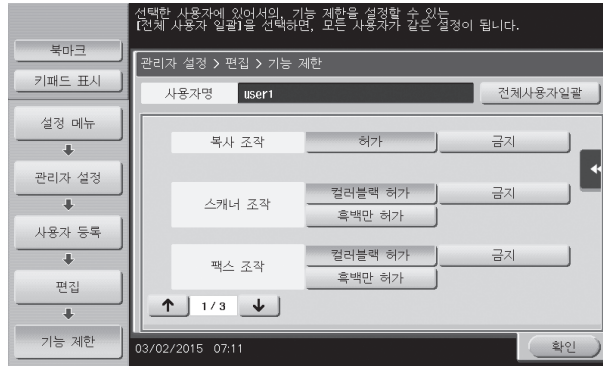 선택한 사용자에 있어서의, 기능 제한을 설정할 수 있는
[전체 사용자 일괄]을 선택하면, 모든 사용자가 같은 설정이 됩니다.
북마크
키패드 표시
설정 메뉴
관리자 설정
사용자 등록
편집
기능 제한
관리자 설정 > 편집 > 기능 제한
사용자명 user1 전체사용자일괄
복사 조작 허가 금지
스캐너 조작 컬러블랙 허가 금지
흑백만 허가
팩스 조작 컬러블랙 허가 금지
흑백만 허가
↑ 1/3 ↓
03/02/2015 07:11 확인